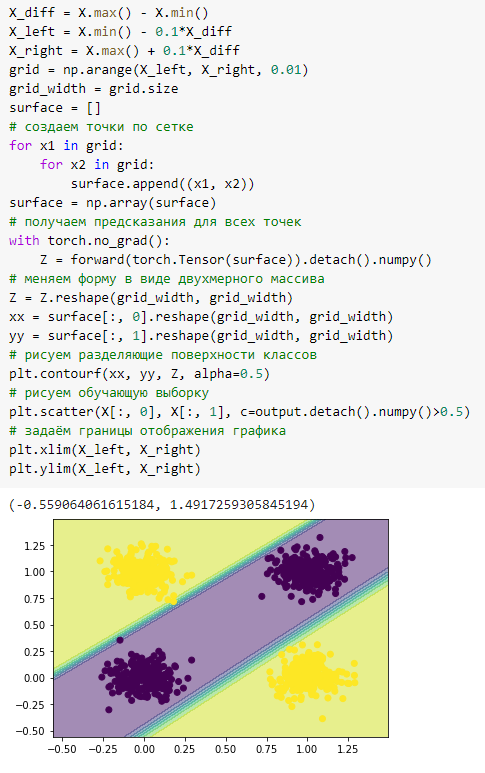 X_diff = X.max() - X.min()
X_left = X.min() - 0.1*X_diff
X_right = X.max() + 0.1*X_diff
grid = np.arange(X_left, X_right, 0.01)
grid_width = grid.size
surface = []
# создаем точки по сетке
for x1 in grid:
    for x2 in grid:
        surface.append((x1, x2))
surface = np.array(surface)
# получаем предсказания для всех точек
with torch.no_grad():
    Z = forward(torch.Tensor(surface)).detach().numpy()
# меняем форму в виде двухмерного массива
Z = Z.reshape(grid_width, grid_width)
xx = surface[:, 0].reshape(grid_width, grid_width)
yy = surface[:, 1].reshape(grid_width, grid_width)
# рисуем разделяющие поверхности классов
plt.contourf(xx, yy, Z, alpha=0.5)
# рисуем обучающую выборку
plt.scatter(X[:, 0], X[:, 1], c=output.detach().numpy()>0.5)
# задаём границы отображения графика
plt.xlim(X_left, X_right)
plt.ylim(X_left, X_right)
(-0.559064061615184, 1.4917259305845194)
1.25
1.00
0.75
0.50
0.25
0.00
−0.25
−0.50
−0.50 −0.25 0.00 0.25 0.50 0.75 1.00 1.25